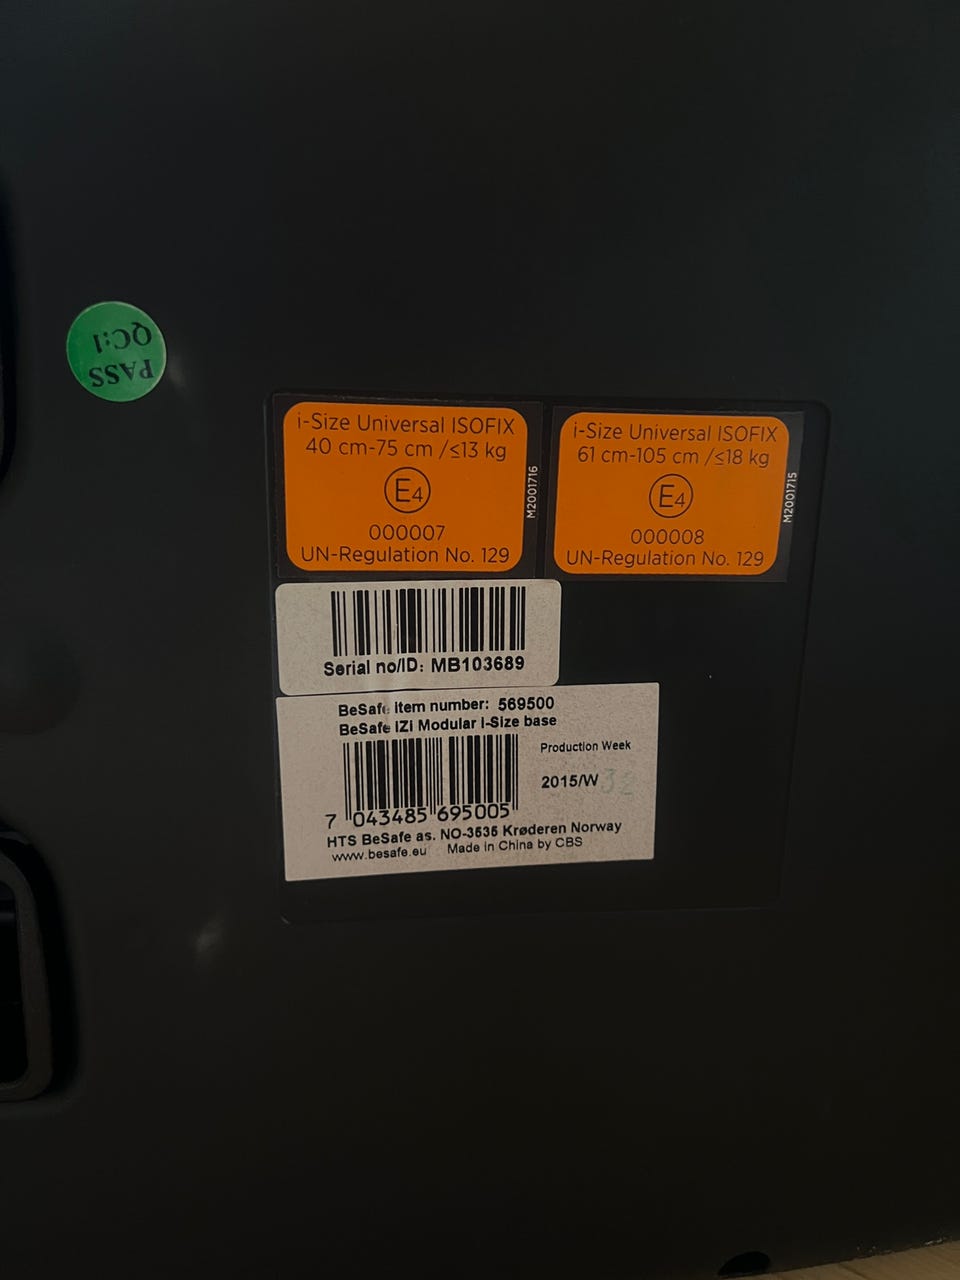 QC:1
PASS
i-Size Universal ISOFIX
40 cm-75 cm /≤13 kg
E4
000007
UN-Regulation No. 129
M2001716
i-Size Universal ISOFIX
61 cm-105 cm /≤18 kg
E4
000008
UN-Regulation No. 129
M2001715
Serial no/ID: MB103689
BeSafe item number: 569500
BeSafe iZi Modular i-Size base
Production Week
2015/W 32
7 043485 695005
HTS BeSafe as. NO-3535 Krøderen Norway
www.besafe.eu Made in China by CBS